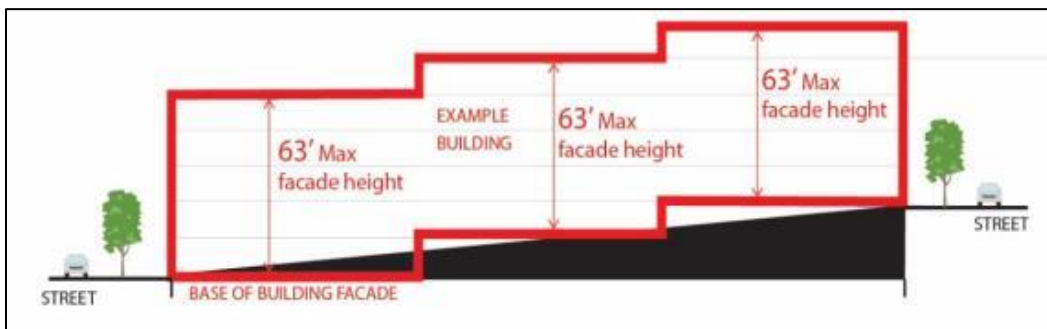 63' Max
facade height
EXAMPLE
BUILDING
63' Max
facade height
63' Max
facade height
STREET
BASE OF BUILDING FACADE
STREET